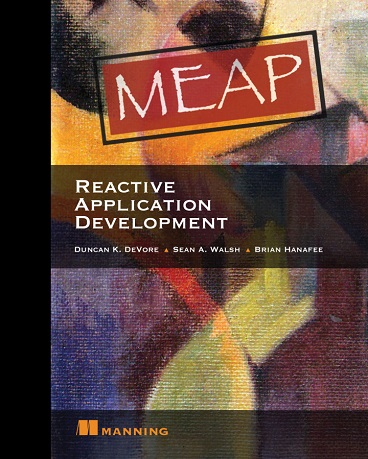 MEAP
REACTIVE
APPLICATION
DEVELOPMENT
DUNCAN K. DEVORE ▲ SEAN A. WALSH ▲ BRIAN HANAFEE
MANNING